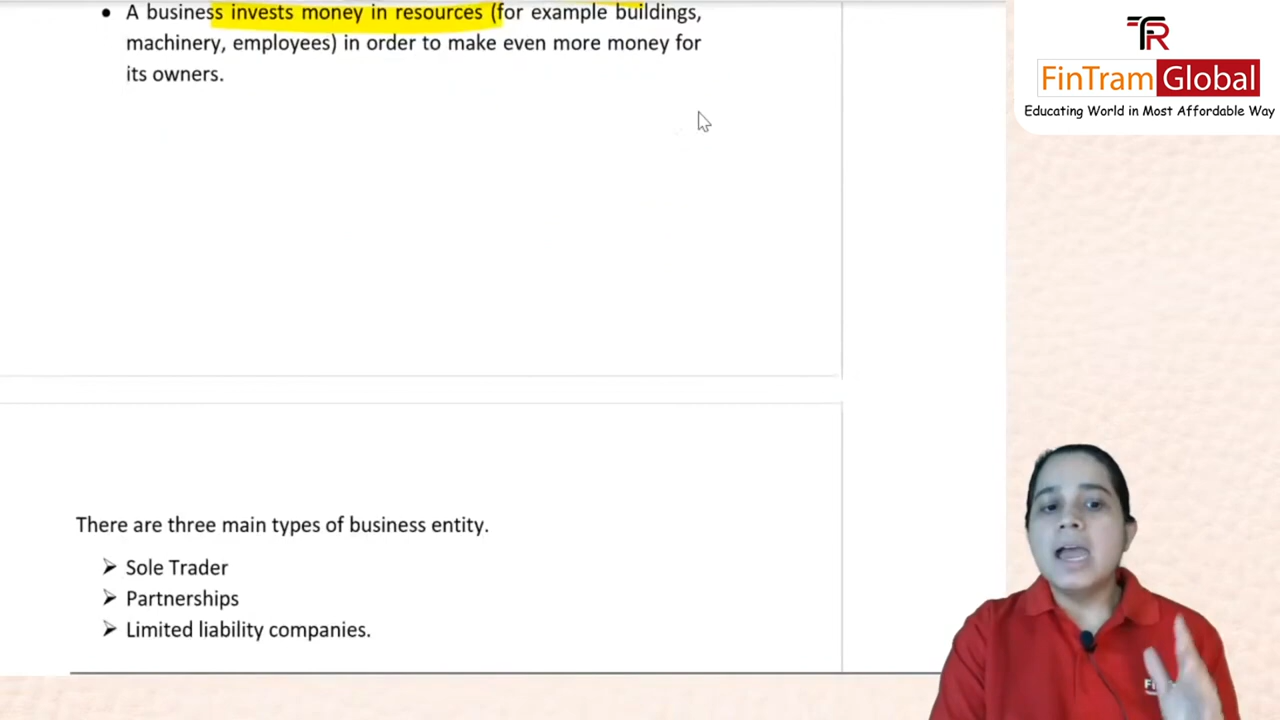 • A business invests money in resources (for example buildings,
machinery, employees) in order to make even more money for
its owners.
There are three main types of business entity.
➢ Sole Trader
➢ Partnerships
➢ Limited liability companies.
TR
FinTram Global
Educating World in Most Affordable Way